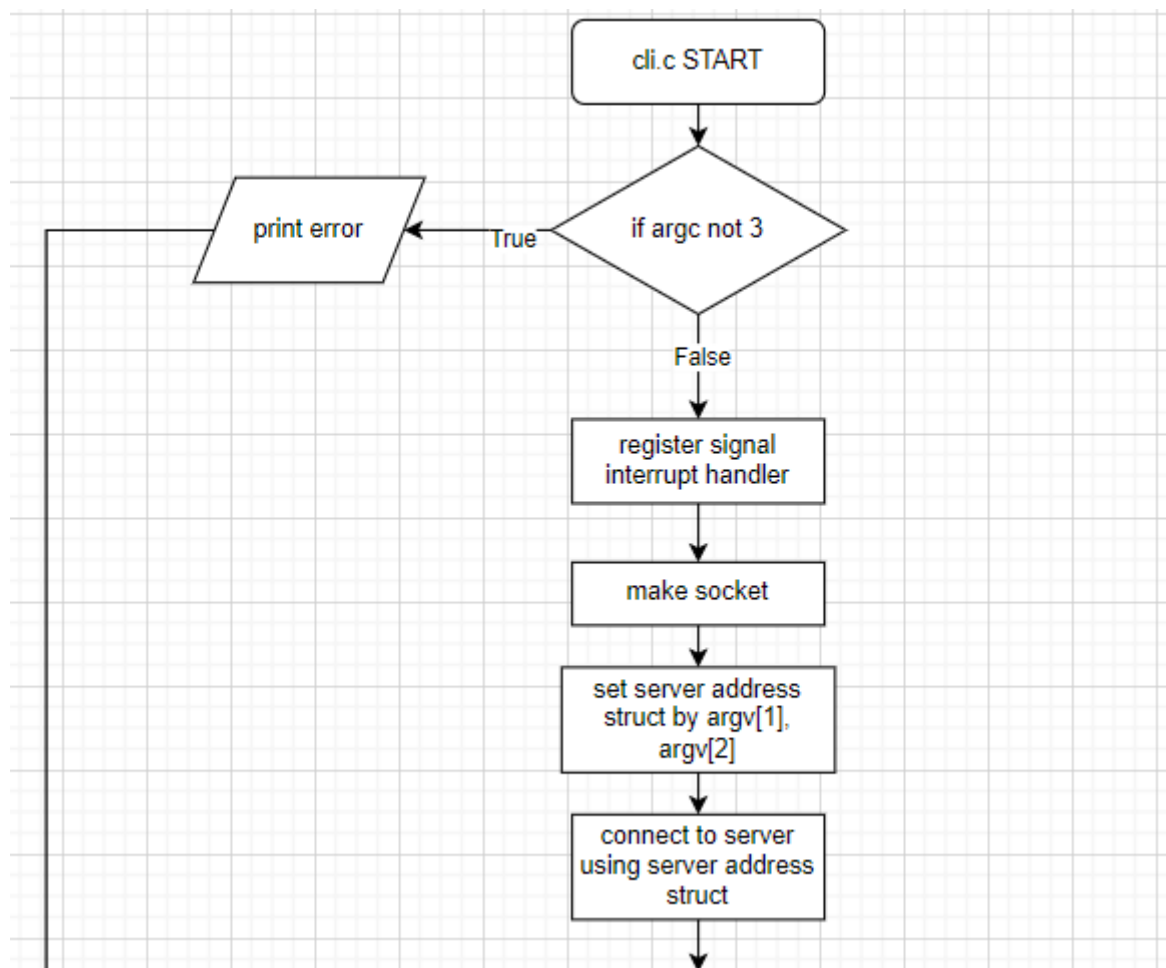 cli.c START
if argc not 3
print error
True
False
register signal
interrupt handler
make socket
set server address
struct by argv[1],
argv[2]
connect to server
using server address
struct